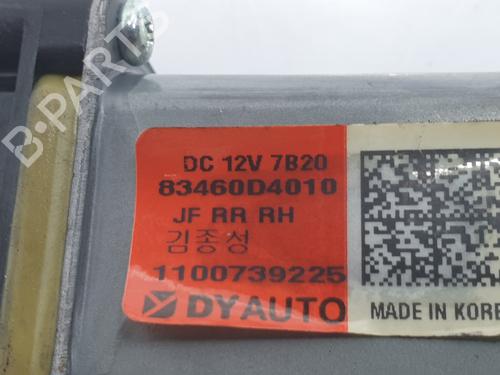 DC 12V 7B20
83460D4010
JF RR RH
김종성
1100739225
DYAUTO
MADE IN KORE
B-PARTS